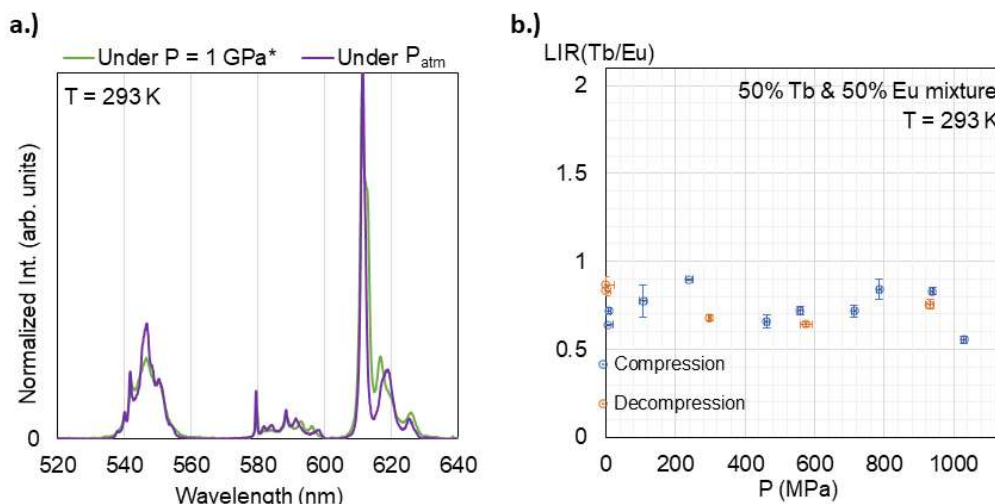 a.)
Under P = 1 GPa* Under Patm
T = 293 K
Normalized Int. (arb. units)
0
520 540 560 580 600 620 640
Wavelength (nm)
b.)
LIR(Tb/Eu)
2
50% Tb & 50% Eu mixture
T = 293 K
1.5
1
0.5
Compression
Decompression
0
0 200 400 600 800 1000
P (MPa)